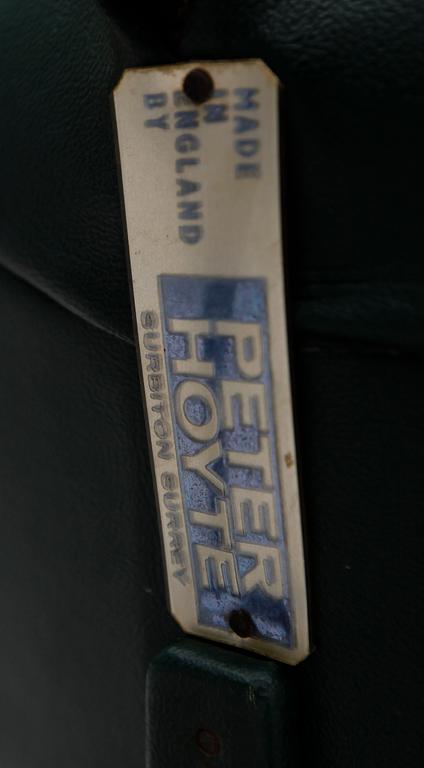 MADE
IN
ENGLAND
BY
PETER
HOYTE
SURBITON SURREY